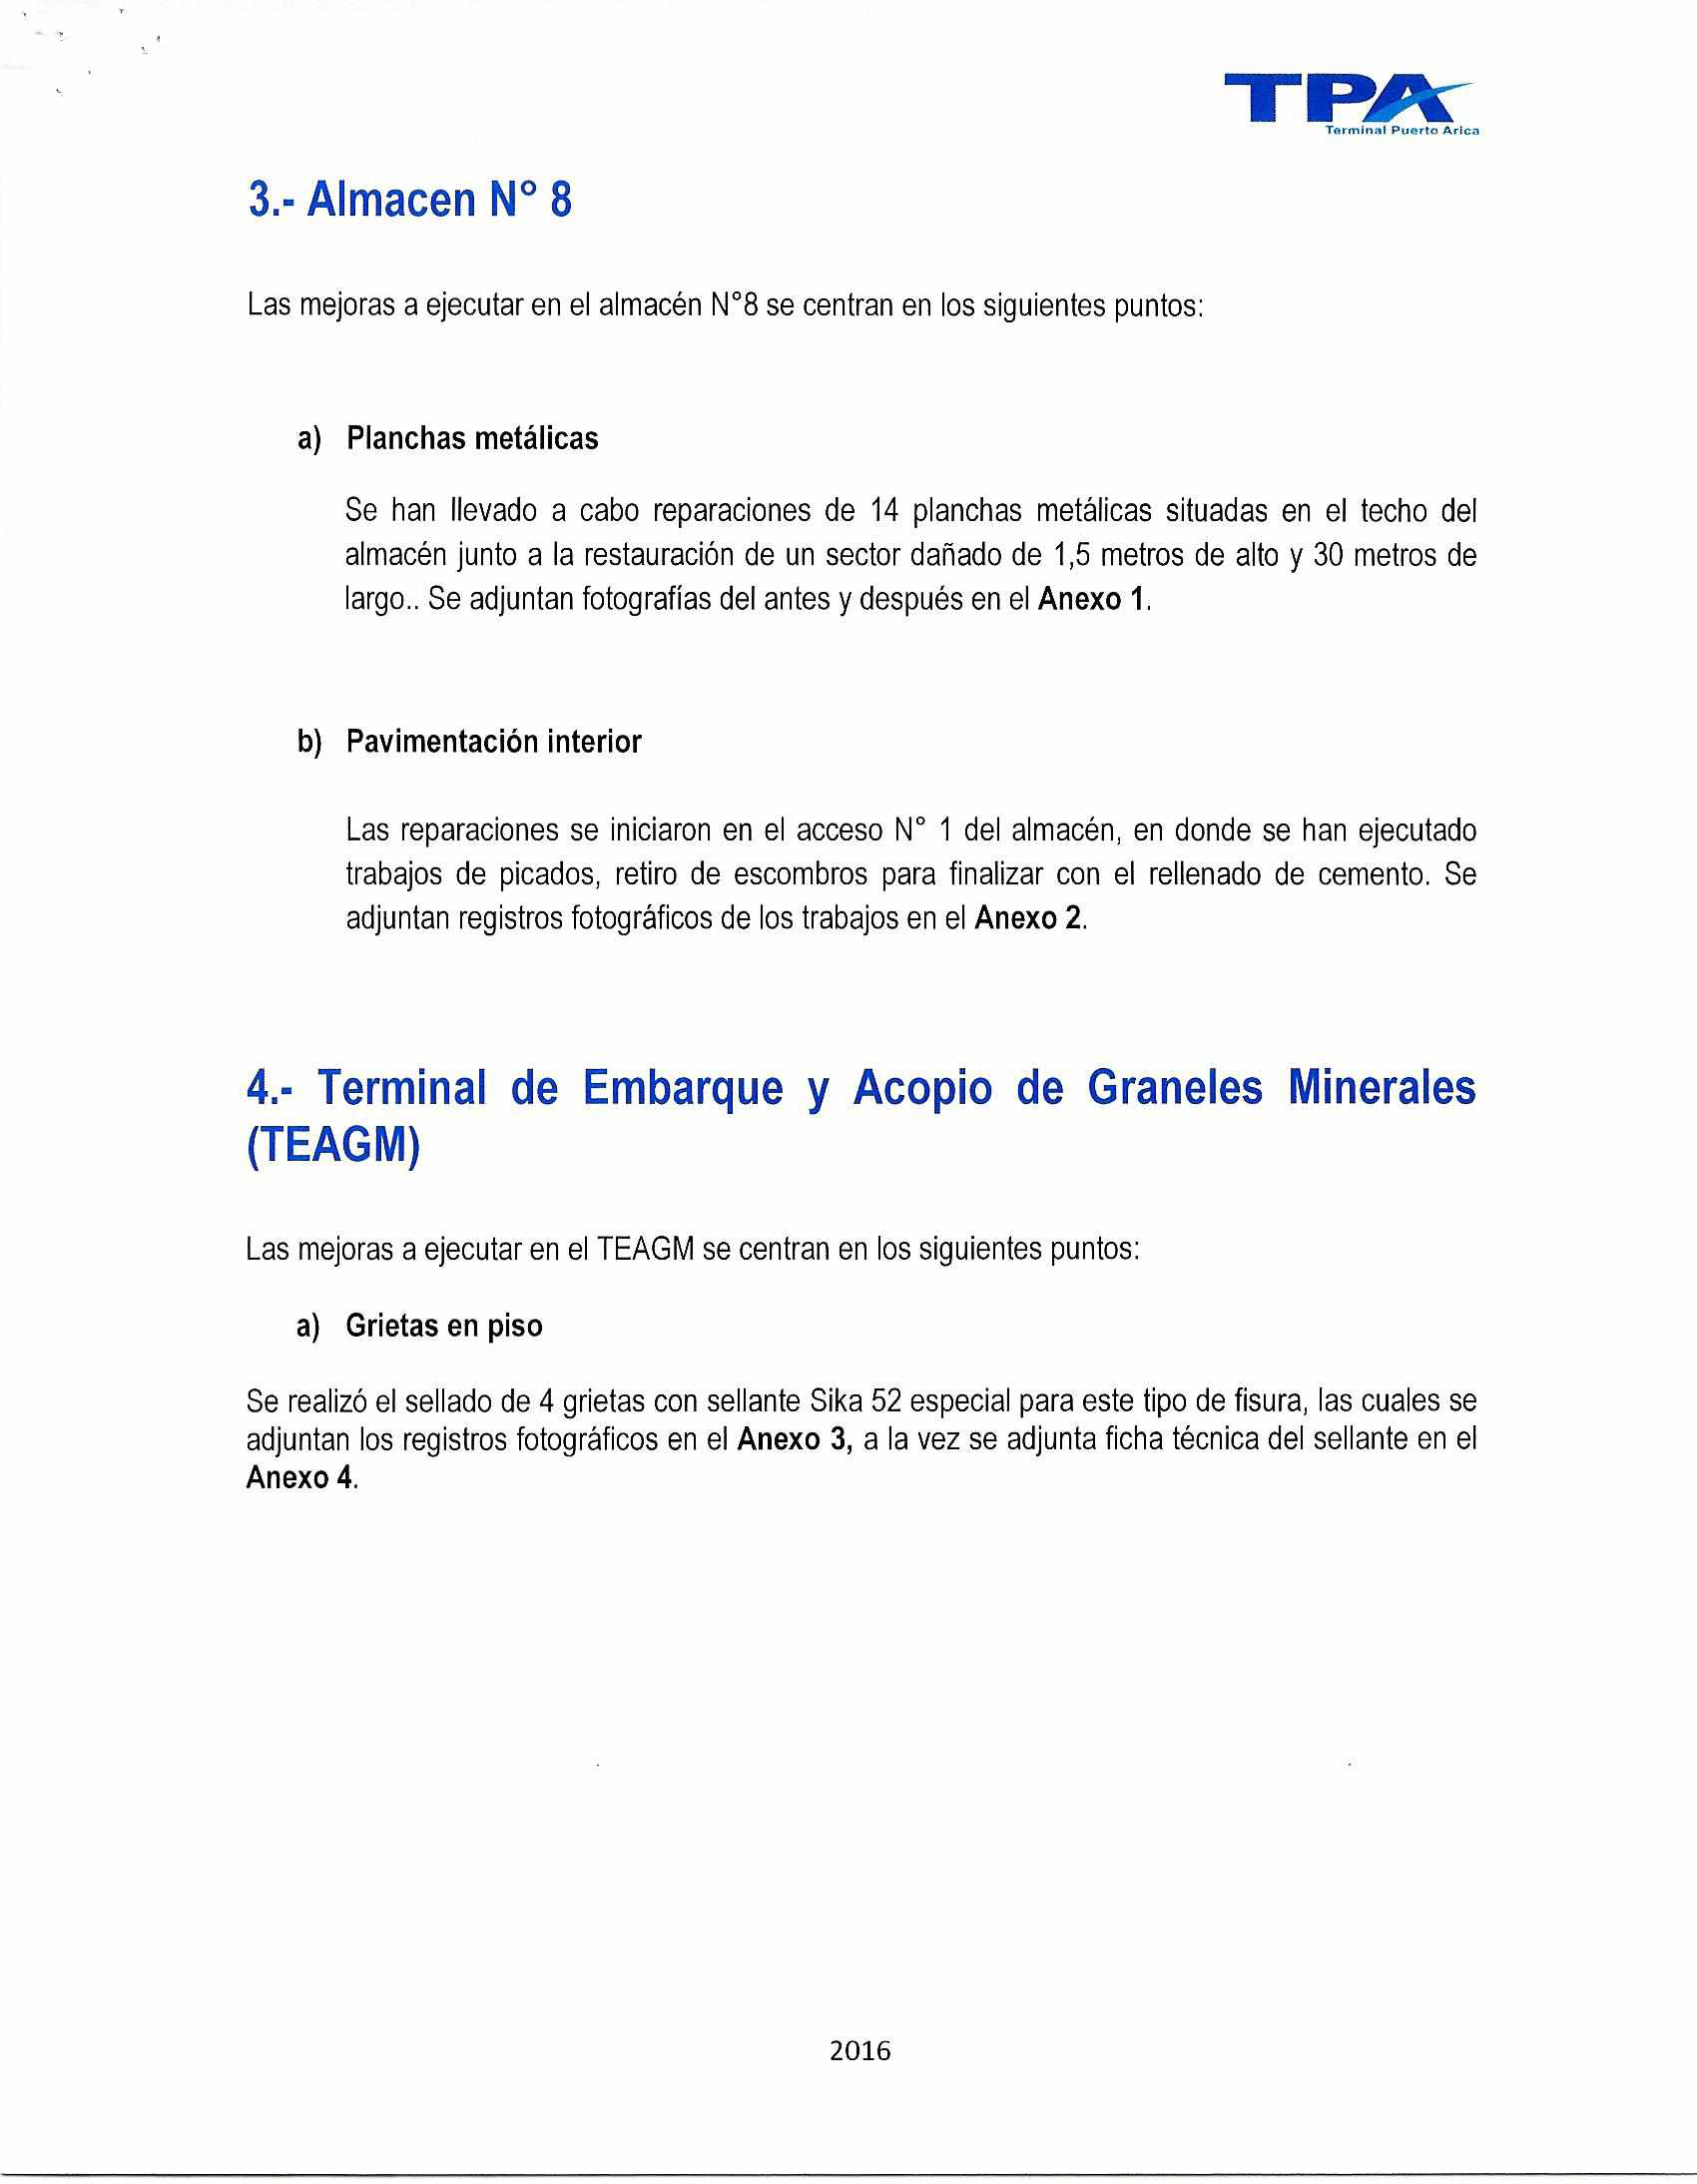 TPA
Terminal Puerto Arica
3.- Almacen N° 8
Las mejoras a ejecutar en el almacén N°8 se centran en los siguientes puntos:
a) Planchas metálicas
Se han llevado a cabo reparaciones de 14 planchas metálicas situadas en el techo del
almacén junto a la restauración de un sector dañado de 1,5 metros de alto y 30 metros de
largo.. Se adjuntan fotografías del antes y después en el Anexo 1.
b) Pavimentación interior
Las reparaciones se iniciaron en el acceso N° 1 del almacén, en donde se han ejecutado
trabajos de picados, retiro de escombros para finalizar con el rellenado de cemento. Se
adjuntan registros fotográficos de los trabajos en el Anexo 2.
4.- Terminal de Embarque y Acopio de Graneles Minerales
(TEAGM)
Las mejoras a ejecutar en el TEAGM se centran en los siguientes puntos:
a) Grietas en piso
Se realizó el sellado de 4 grietas con sellante Sika 52 especial para este tipo de fisura, las cuales se
adjuntan los registros fotográficos en el Anexo 3, a la vez se adjunta ficha técnica del sellante en el
Anexo 4.
2016